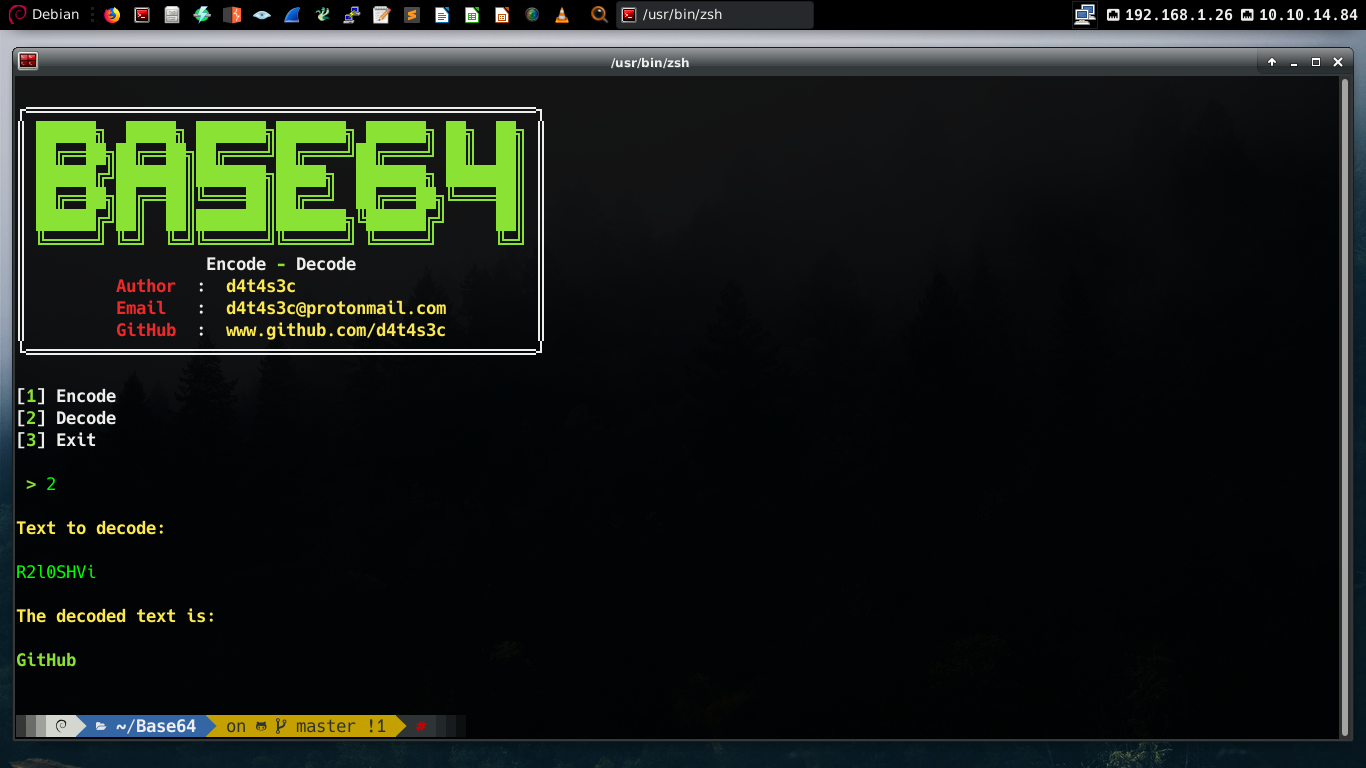 Debian /usr/bin/zsh 192.168.1.26 10.10.14.84
/usr/bin/zsh
BASE64
Encode - Decode
Author : d4t4s3c
Email : d4t4s3c@protonmail.com
GitHub : www.github.com/d4t4s3c
[1] Encode
[2] Decode
[3] Exit
> 2
Text to decode:
R2l0SHVi
The decoded text is:
GitHub
~/Base64 on master !1 #